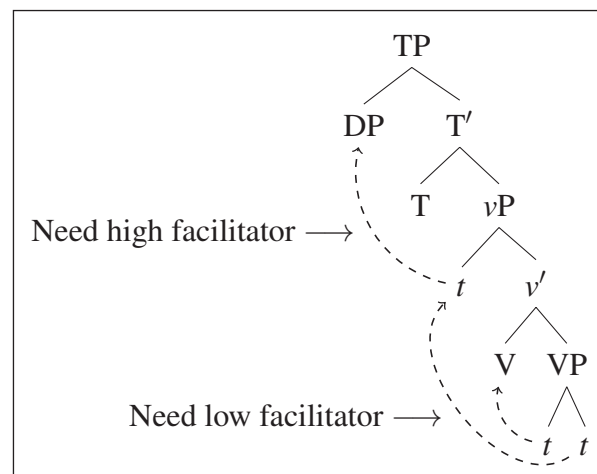 TP
DP T′
T vP
Need high facilitator
t v′
V VP
Need low facilitator
t t